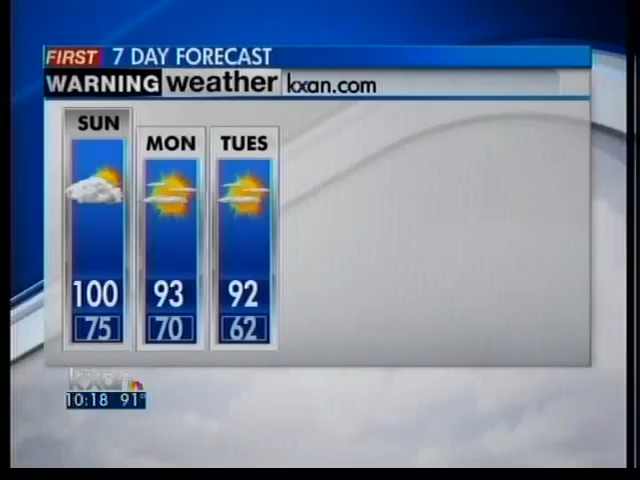 FIRST 7 DAY FORECAST
WARNING weather kxan.com
SUN MON TUES
100 93 92
75 70 62
kxan
10:18 91°